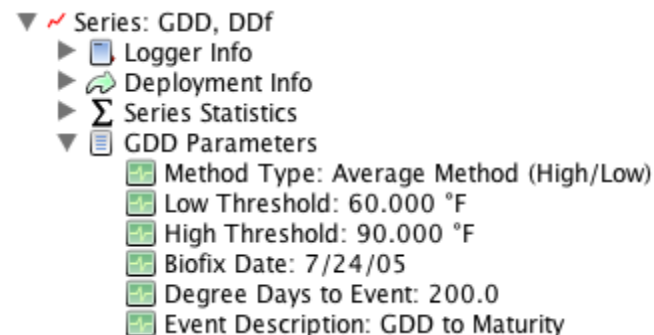 Series: GDD, DDf
Logger Info
Deployment Info
Series Statistics
GDD Parameters
Method Type: Average Method (High/Low)
Low Threshold: 60.000 °F
High Threshold: 90.000 °F
Biofix Date: 7/24/05
Degree Days to Event: 200.0
Event Description: GDD to Maturity